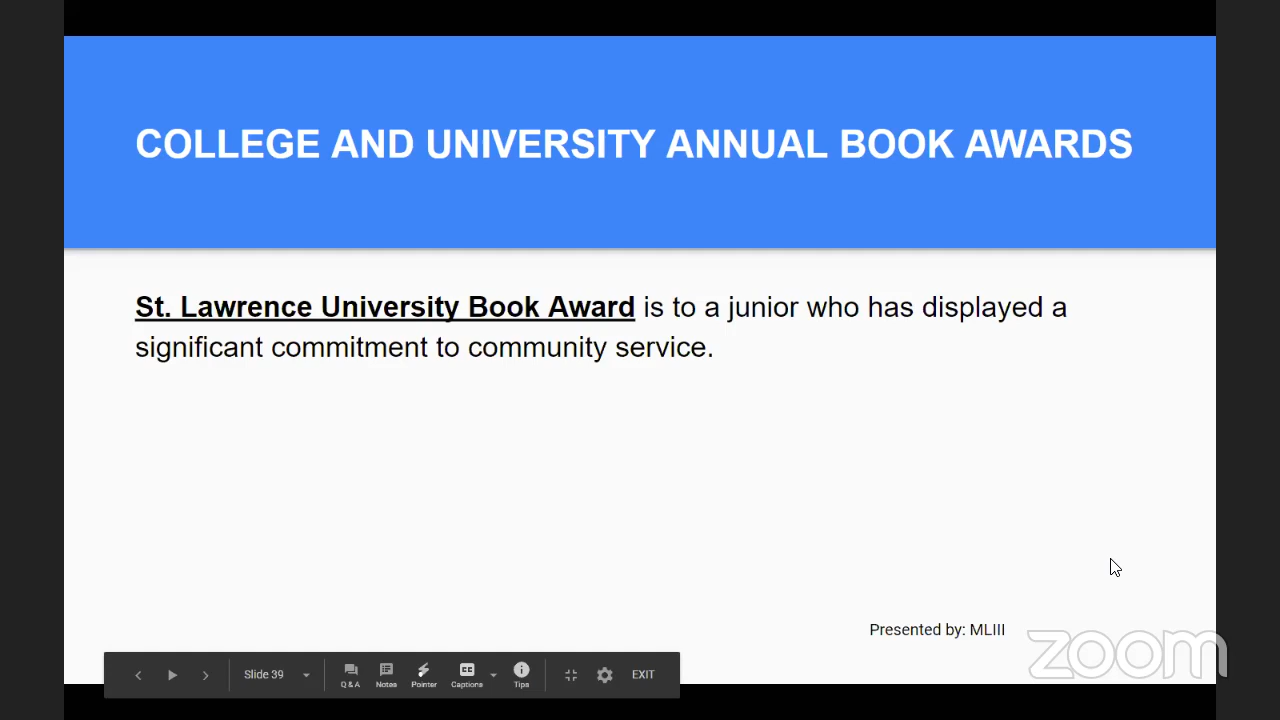 COLLEGE AND UNIVERSITY ANNUAL BOOK AWARDS
St. Lawrence University Book Award is to a junior who has displayed a
significant commitment to community service.
Presented by: MLIII
zoom
Slide 39
Q & A
Notes
Pointer
CC
Captions
Tips
EXIT